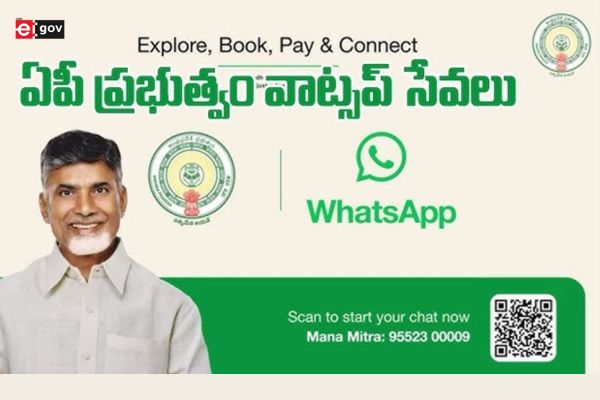 eGov
Explore, Book, Pay & Connect
ఏపీ ప్రభుత్వం వాట్సప్ సేవలు
WhatsApp
Scan to start your chat now
Mana Mitra: 95523 00009